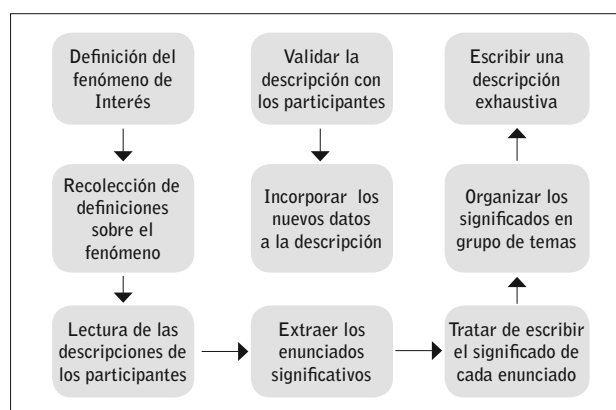 Definición del
fenómeno de
Interés
Validar la
descripción con
los participantes
Escribir una
descripción
exhaustiva
Recolección de
definiciones
sobre el
fenómeno
Incorporar los
nuevos datos
a la descripción
Organizar los
significados en
grupo de temas
Lectura de las
descripciones de
los participantes
Extraer los
enunciados
significativos
Tratar de escribir
el significado de
cada enunciado